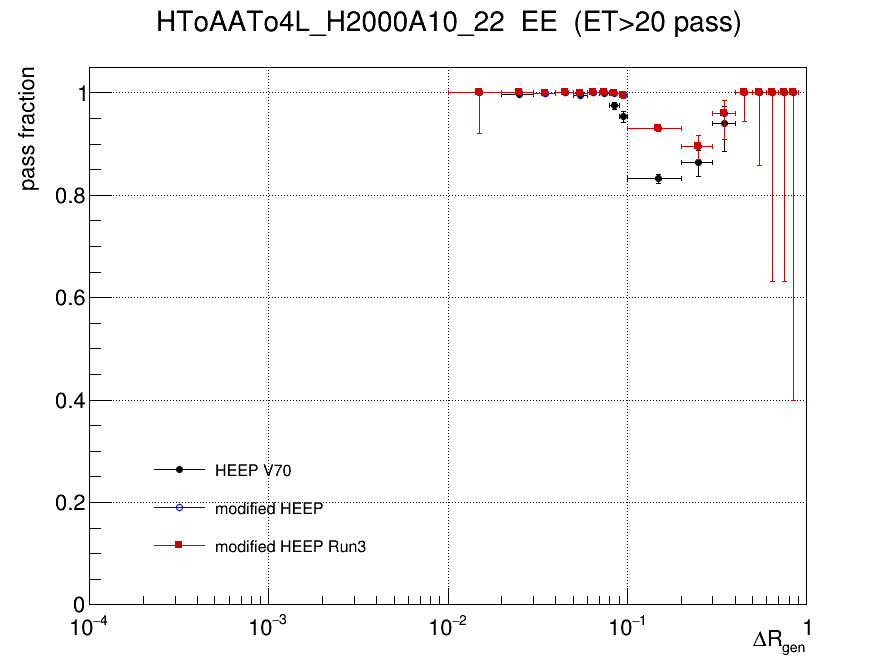 HToAATo4L_H2000A10_22 EE (ET>20 pass)
pass fraction
1
0.8
0.6
0.4
0.2
0
HEEP V70
modified HEEP
modified HEEP Run3
10⁻⁴ 10⁻³ 10⁻² 10⁻¹ 1
ΔR_gen